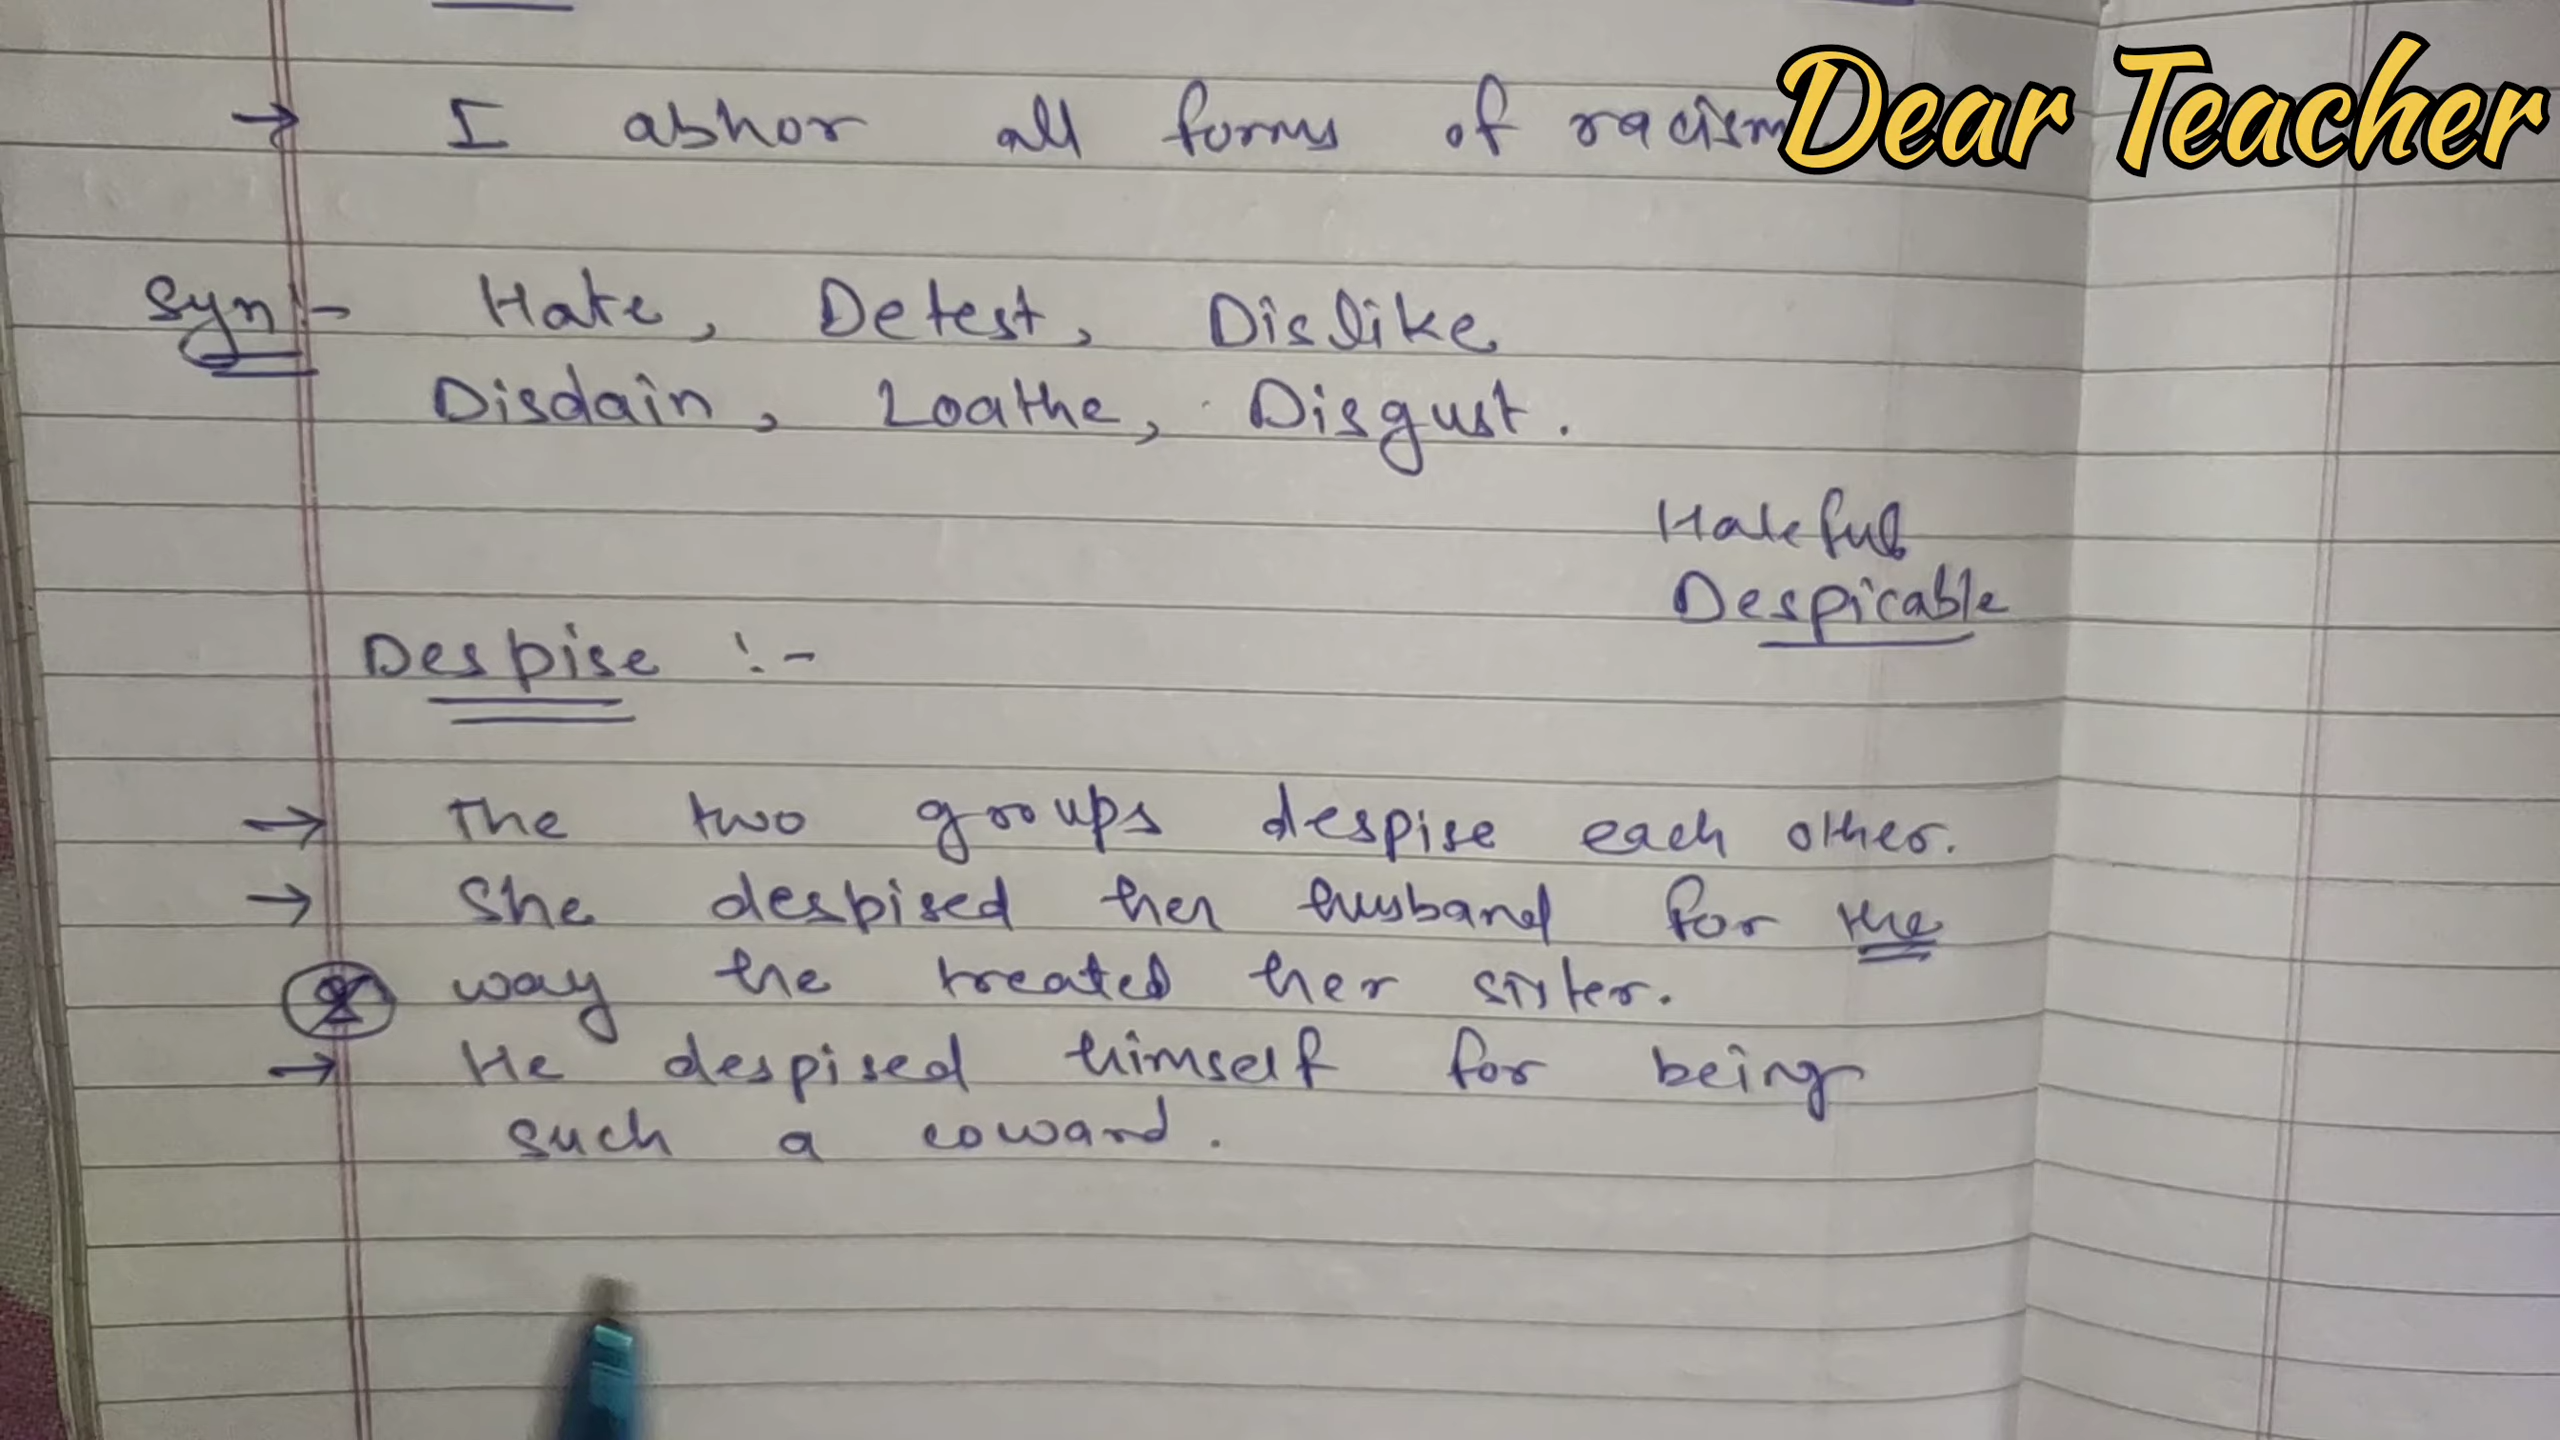 Dear Teacher
→ I abhor all forms of racism
Syn:- Hate, Detest, Dislike
Disdain, Loathe, Disgust.
Hateful
Despicable
Despise :-
→ The two groups despise each other.
→ She despised her husband for the
way he treated her sister.
→ He despised himself for being
such a coward.